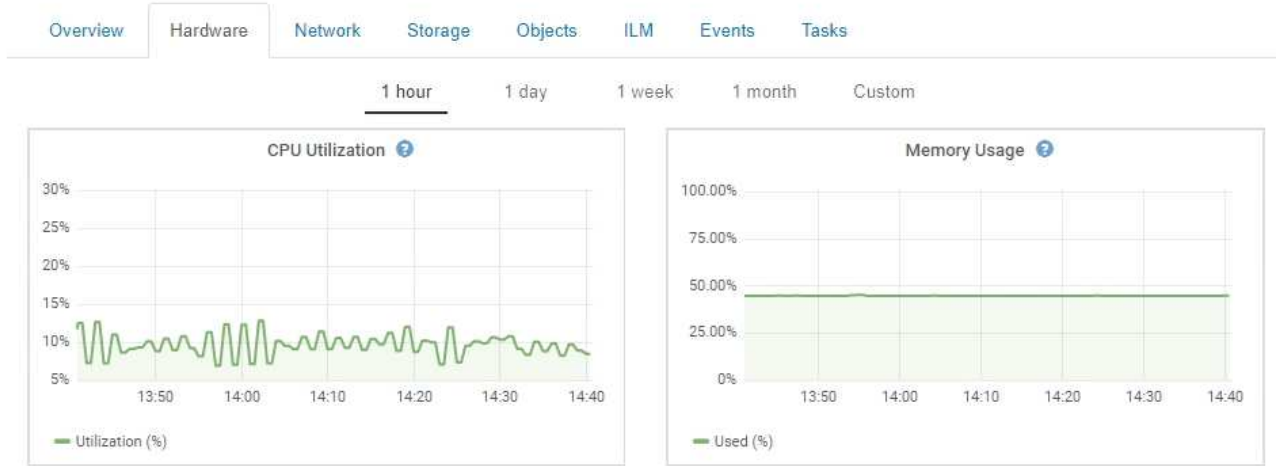 Overview Hardware Network Storage Objects ILM Events Tasks
1 hour 1 day 1 week 1 month Custom
CPU Utilization ?
30%
25%
20%
15%
10%
5%
13:50 14:00 14:10 14:20 14:30 14:40
Utilization (%)
Memory Usage ?
100.00%
75.00%
50.00%
25.00%
0%
13:50 14:00 14:10 14:20 14:30 14:40
Used (%)